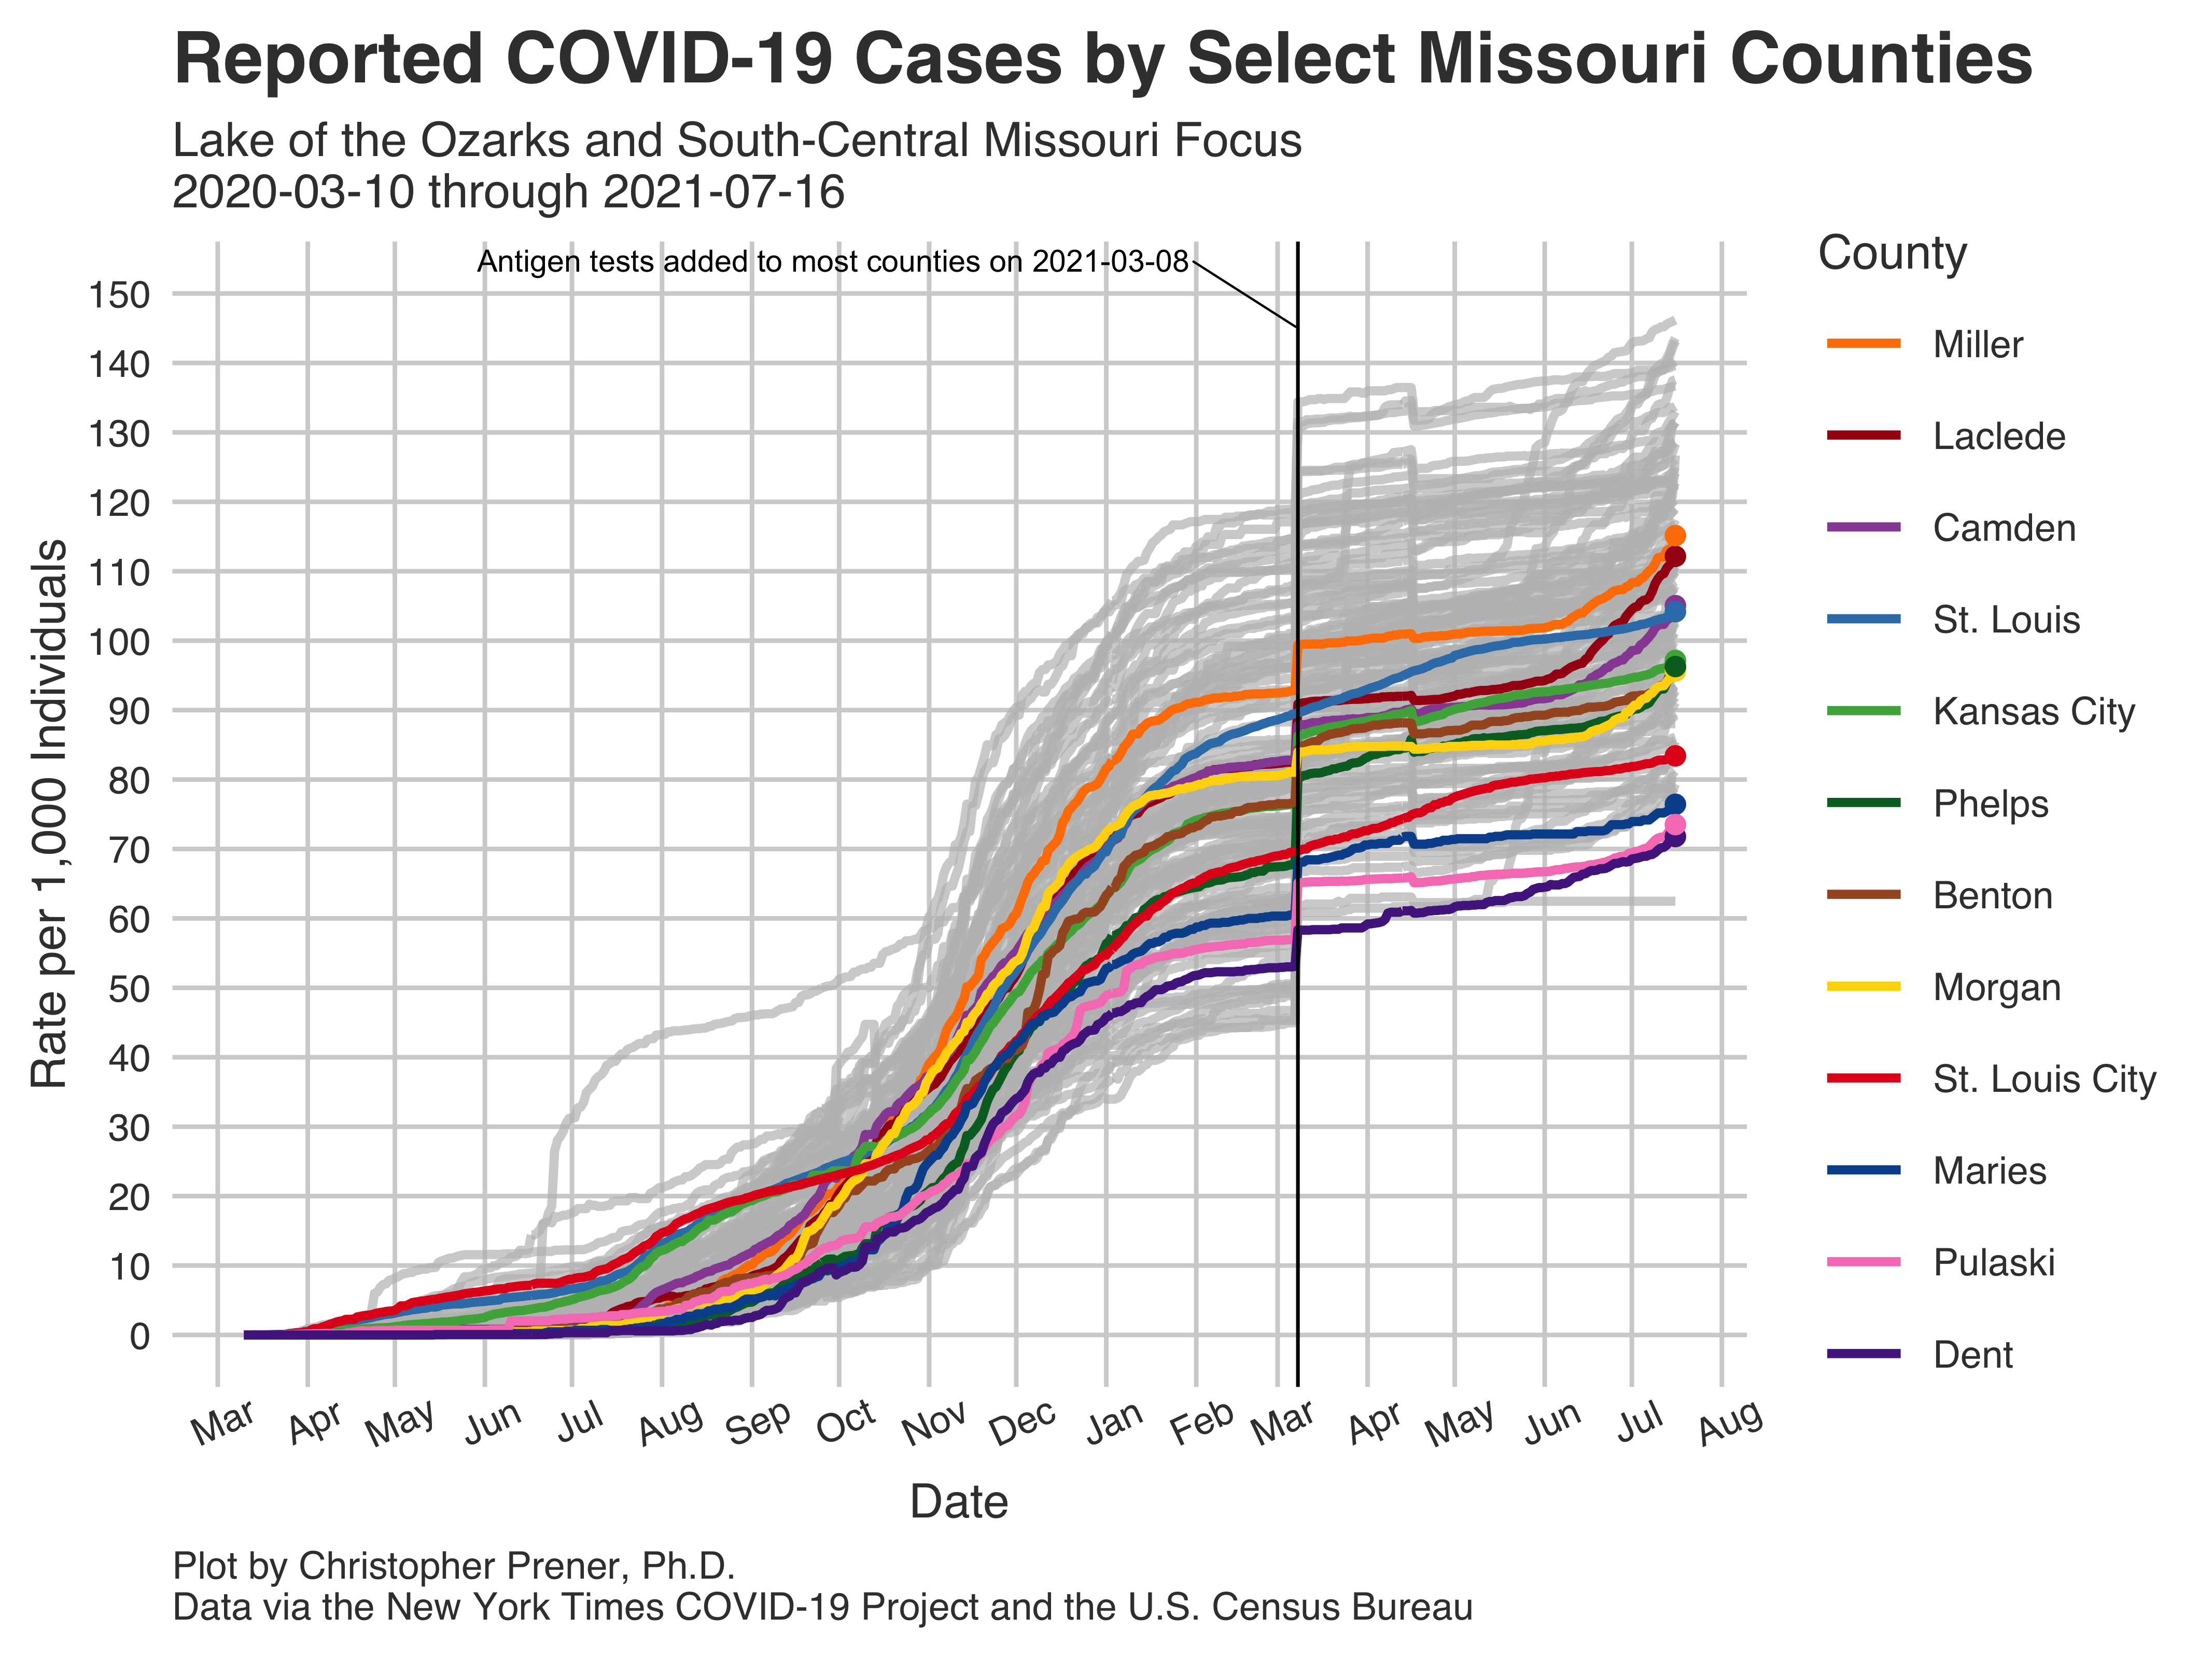 Reported COVID-19 Cases by Select Missouri Counties
Lake of the Ozarks and South-Central Missouri Focus
2020-03-10 through 2021-07-16
Antigen tests added to most counties on 2021-03-08
Rate per 1,000 Individuals
150
140
130
120
110
100
90
80
70
60
50
40
30
20
10
0
Mar Apr May Jun Jul Aug Sep Oct Nov Dec Jan Feb Mar Apr May Jun Jul Aug
Date
County
Miller
Laclede
Camden
St. Louis
Kansas City
Phelps
Benton
Morgan
St. Louis City
Maries
Pulaski
Dent
Plot by Christopher Prener, Ph.D.
Data via the New York Times COVID-19 Project and the U.S. Census Bureau